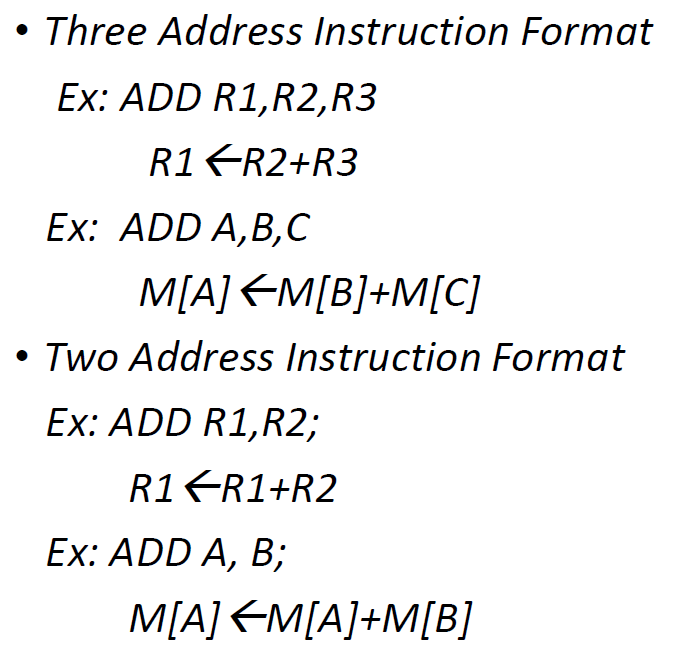 • Three Address Instruction Format
Ex: ADD R1,R2,R3
R1←R2+R3
Ex: ADD A,B,C
M[A]←M[B]+M[C]
• Two Address Instruction Format
Ex: ADD R1,R2;
R1←R1+R2
Ex: ADD A, B;
M[A]←M[A]+M[B]